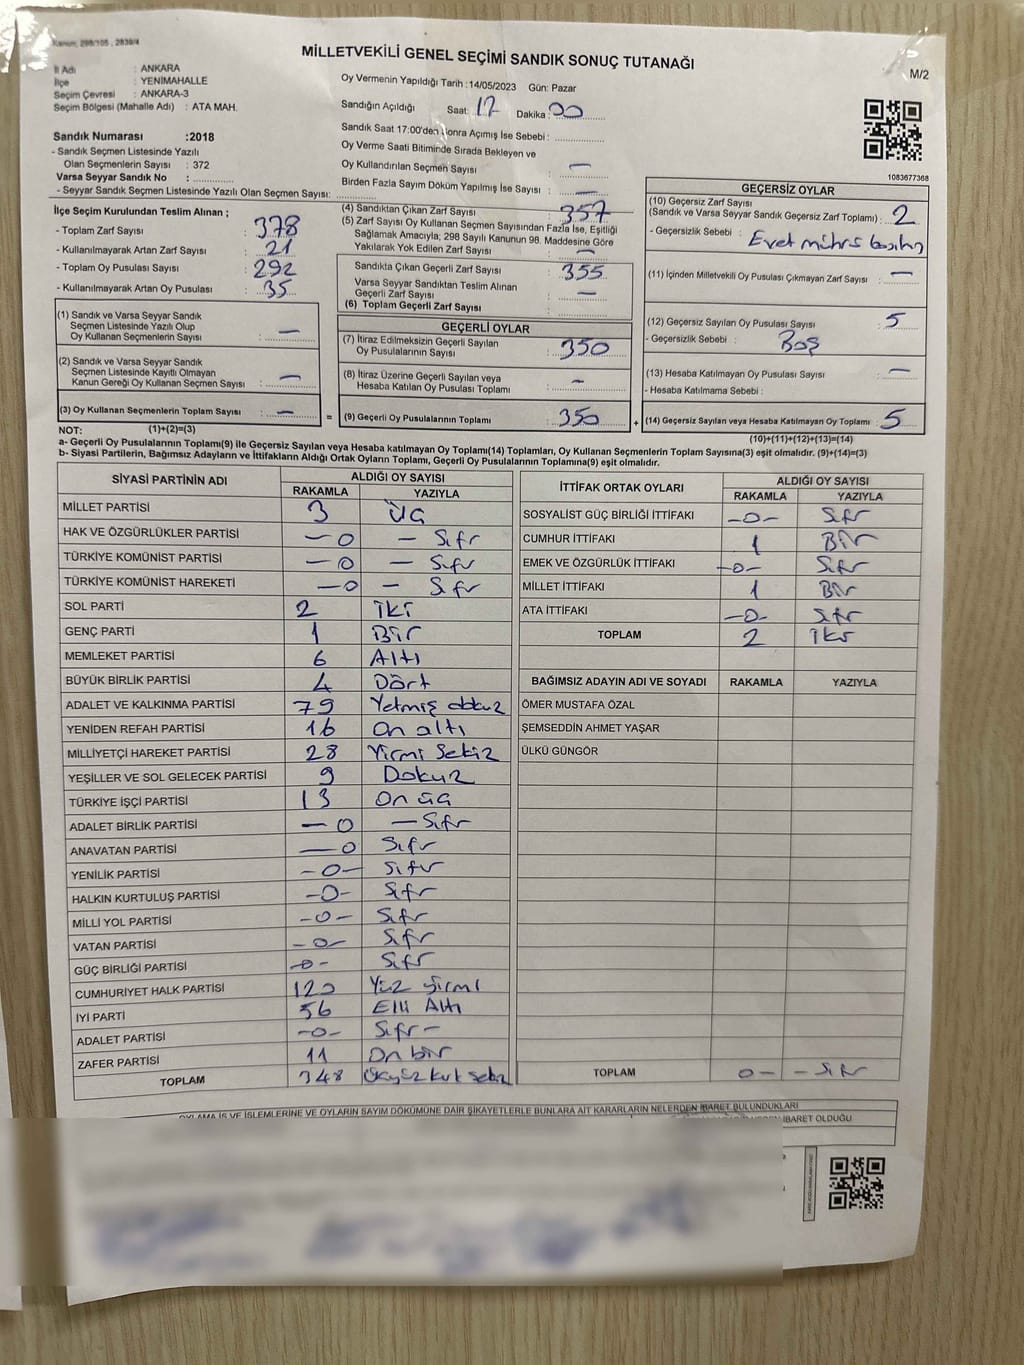 Kanun; 298/105 , 2839/4
MİLLETVEKİLİ GENEL SEÇİMİ SANDIK SONUÇ TUTANAĞI
M/2
İl Adı : ANKARA
İlçe : YENİMAHALLE
Seçim Çevresi : ANKARA-3
Seçim Bölgesi (Mahalle Adı) : ATA MAH.
Oy Vermenin Yapıldığı Tarih :14/05/2023 Gün: Pazar
Sandığın Açıldığı Saat: 17 Dakika : 00
Sandık Saat 17:00'den Sonra Açımış İse Sebebi :
Oy Verme Saati Bitiminde Sırada Bekleyen ve
Oy Kullandırılan Seçmen Sayısı : —
Birden Fazla Sayım Döküm Yapılmış İse Sayısı : —
Sandık Numarası :2018
- Sandık Seçmen Listesinde Yazılı
Olan Seçmenlerin Sayısı : 372
Varsa Seyyar Sandık No :
- Seyyar Sandık Seçmen Listesinde Yazılı Olan Seçmen Sayısı:
1083677368
İlçe Seçim Kurulundan Teslim Alınan ;
- Toplam Zarf Sayısı : 378
- Kullanılmayarak Artan Zarf Sayısı : 21
- Toplam Oy Pusulası Sayısı : 292
- Kullanılmayarak Artan Oy Pusulası : 35
(1) Sandık ve Varsa Seyyar Sandık
Seçmen Listesinde Yazılı Olup
Oy Kullanan Seçmenlerin Sayısı : —
(2) Sandık ve Varsa Seyyar Sandık
Seçmen Listesinde Kayıtlı Olmayan
Kanun Gereği Oy Kullanan Seçmen Sayısı : —
(3) Oy Kullanan Seçmenlerin Toplam Sayısı : —
(4) Sandıktan Çıkan Zarf Sayısı : 357
(5) Zarf Sayısı Oy Kullanan Seçmen Sayısından Fazla İse, Eşitliği
Sağlamak Amacıyla; 298 Sayılı Kanunun 98. Maddesine Göre
Yakılarak Yok Edilen Zarf Sayısı : —
Sandıkta Çıkan Geçerli Zarf Sayısı : 355
Varsa Seyyar Sandıktan Teslim Alınan
Geçerli Zarf Sayısı : —
(6) Toplam Geçerli Zarf Sayısı :
GEÇERLİ OYLAR
(7) İtiraz Edilmeksizin Geçerli Sayılan
Oy Pusulalarının Sayısı : 350
(8) İtiraz Üzerine Geçerli Sayılan veya
Hesaba Katılan Oy Pusulası Toplamı : —
= (9) Geçerli Oy Pusulalarının Toplamı : 350
GEÇERSİZ OYLAR
(10) Geçersiz Zarf Sayısı
(Sandık ve Varsa Seyyar Sandık Geçersiz Zarf Toplamı) : 2
- Geçersizlik Sebebi : Evet mührü basılmış
(11) İçinden Milletvekili Oy Pusulası Çıkmayan Zarf Sayısı : —
(12) Geçersiz Sayılan Oy Pusulası Sayısı : 5
- Geçersizlik Sebebi : Boş
(13) Hesaba Katılmayan Oy Pusulası Sayısı : —
- Hesaba Katılmama Sebebi :
+ (14) Geçersiz Sayılan veya Hesaba Katılmayan Oy Toplamı : 5
NOT: (1)+(2)=(3)
(10)+(11)+(12)+(13)=(14)
a- Geçerli Oy Pusulalarının Toplamı(9) ile Geçersiz Sayılan veya Hesaba katılmayan Oy Toplamı(14) Toplamları, Oy Kullanan Seçmenlerin Toplam Sayısına(3) eşit olmalıdır. (9)+(14)=(3)
b- Siyasi Partilerin, Bağımsız Adayların ve İttifakların Aldığı Ortak Oyların Toplamı, Geçerli Oy Pusulalarının Toplamına(9) eşit olmalıdır.
SİYASİ PARTİNİN ADI ALDIĞI OY SAYISI
RAKAMLA YAZIYLA
MİLLET PARTİSİ 3 Üç
HAK VE ÖZGÜRLÜKLER PARTİSİ — 0 — Sıfır
TÜRKİYE KOMÜNİST PARTİSİ — 0 — Sıfır
TÜRKİYE KOMÜNİST HAREKETİ — 0 — Sıfır
SOL PARTİ 2 iki
GENÇ PARTİ 1 Bir
MEMLEKET PARTİSİ 6 Altı
BÜYÜK BİRLİK PARTİSİ 4 Dört
ADALET VE KALKINMA PARTİSİ 79 Yetmiş dokuz
YENİDEN REFAH PARTİSİ 16 On altı
MİLLİYETÇİ HAREKET PARTİSİ 28 Yirmi Sekiz
YEŞİLLER VE SOL GELECEK PARTİSİ 9 Dokuz
TÜRKİYE İŞÇİ PARTİSİ 13 On üç
ADALET BİRLİK PARTİSİ — 0 — Sıfır
ANAVATAN PARTİSİ — 0 Sıfır
YENİLİK PARTİSİ - 0 - Sıfır
HALKIN KURTULUŞ PARTİSİ -0- Sıfır
MİLLİ YOL PARTİSİ -0- Sıfır
VATAN PARTİSİ -0- Sıfır
GÜÇ BİRLİĞİ PARTİSİ -0- Sıfır
CUMHURİYET HALK PARTİSİ 120 Yüz yirmi
İYİ PARTİ 56 Elli Altı
ADALET PARTİSİ -0- Sıfır -
ZAFER PARTİSİ 11 On bir
TOPLAM 348 Üçyüz kırk sekiz
İTTİFAK ORTAK OYLARI ALDIĞI OY SAYISI
RAKAMLA YAZIYLA
SOSYALİST GÜÇ BİRLİĞİ İTTİFAKI -0- Sıfır
CUMHUR İTTİFAKI 1 Bir
EMEK VE ÖZGÜRLÜK İTTİFAKI -0- Sıfır
MİLLET İTTİFAKI 1 Bir
ATA İTTİFAKI -0- Sıfır
TOPLAM 2 iki
BAĞIMSIZ ADAYIN ADI VE SOYADI RAKAMLA YAZIYLA
ÖMER MUSTAFA ÖZAL
ŞEMSEDDİN AHMET YAŞAR
ÜLKÜ GÜNGÖR
TOPLAM 0 - - Sıfır
OYLAMA İŞ VE İŞLEMLERİNE VE OYLARIN SAYIM DÖKÜMÜNE DAİR ŞİKAYETLERLE BUNLARA AİT KARARLARIN NELERDEN İBARET BULUNDUKLARI
İBARET OLDUĞU